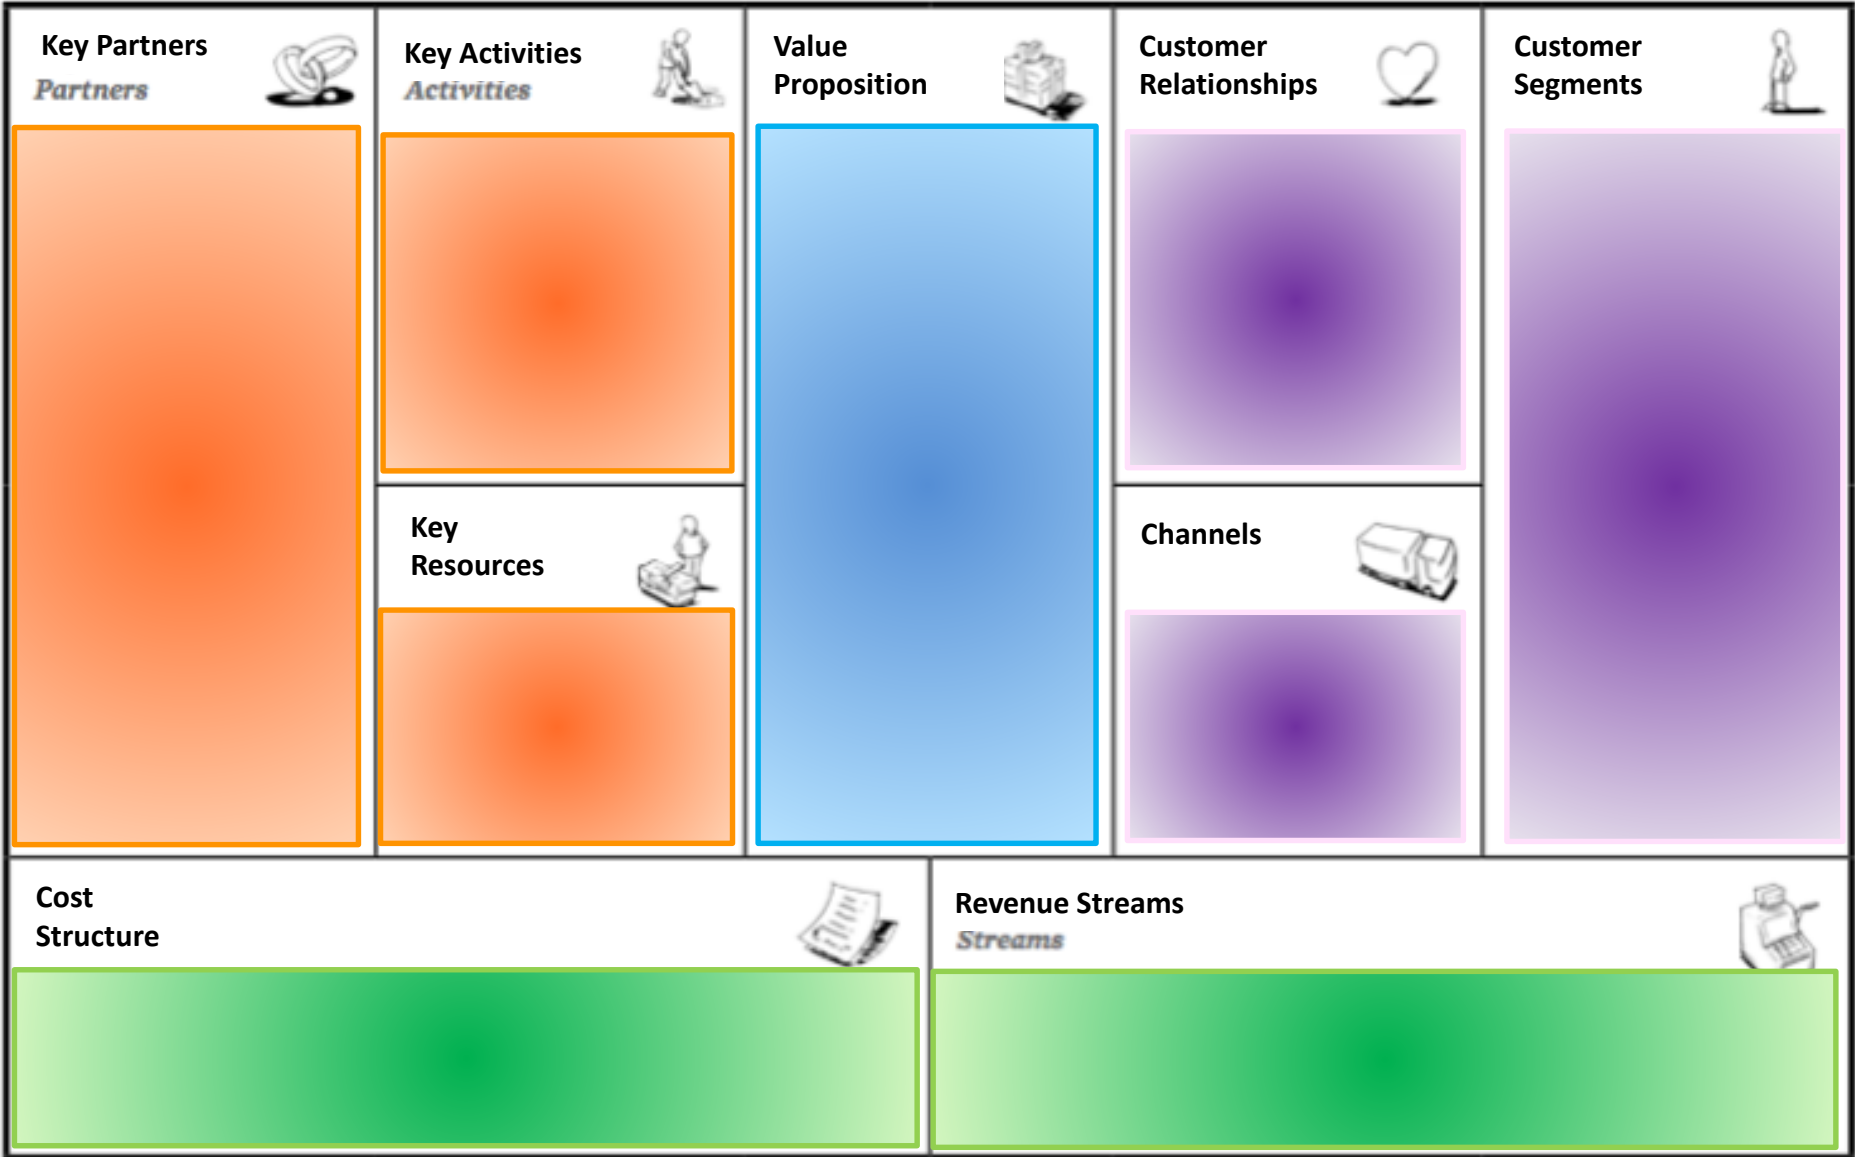 Key Partners
Partners
Key Activities
Activities
Value
Proposition
Customer
Relationships
Customer
Segments
Key
Resources
Channels
Cost
Structure
Revenue Streams
Streams